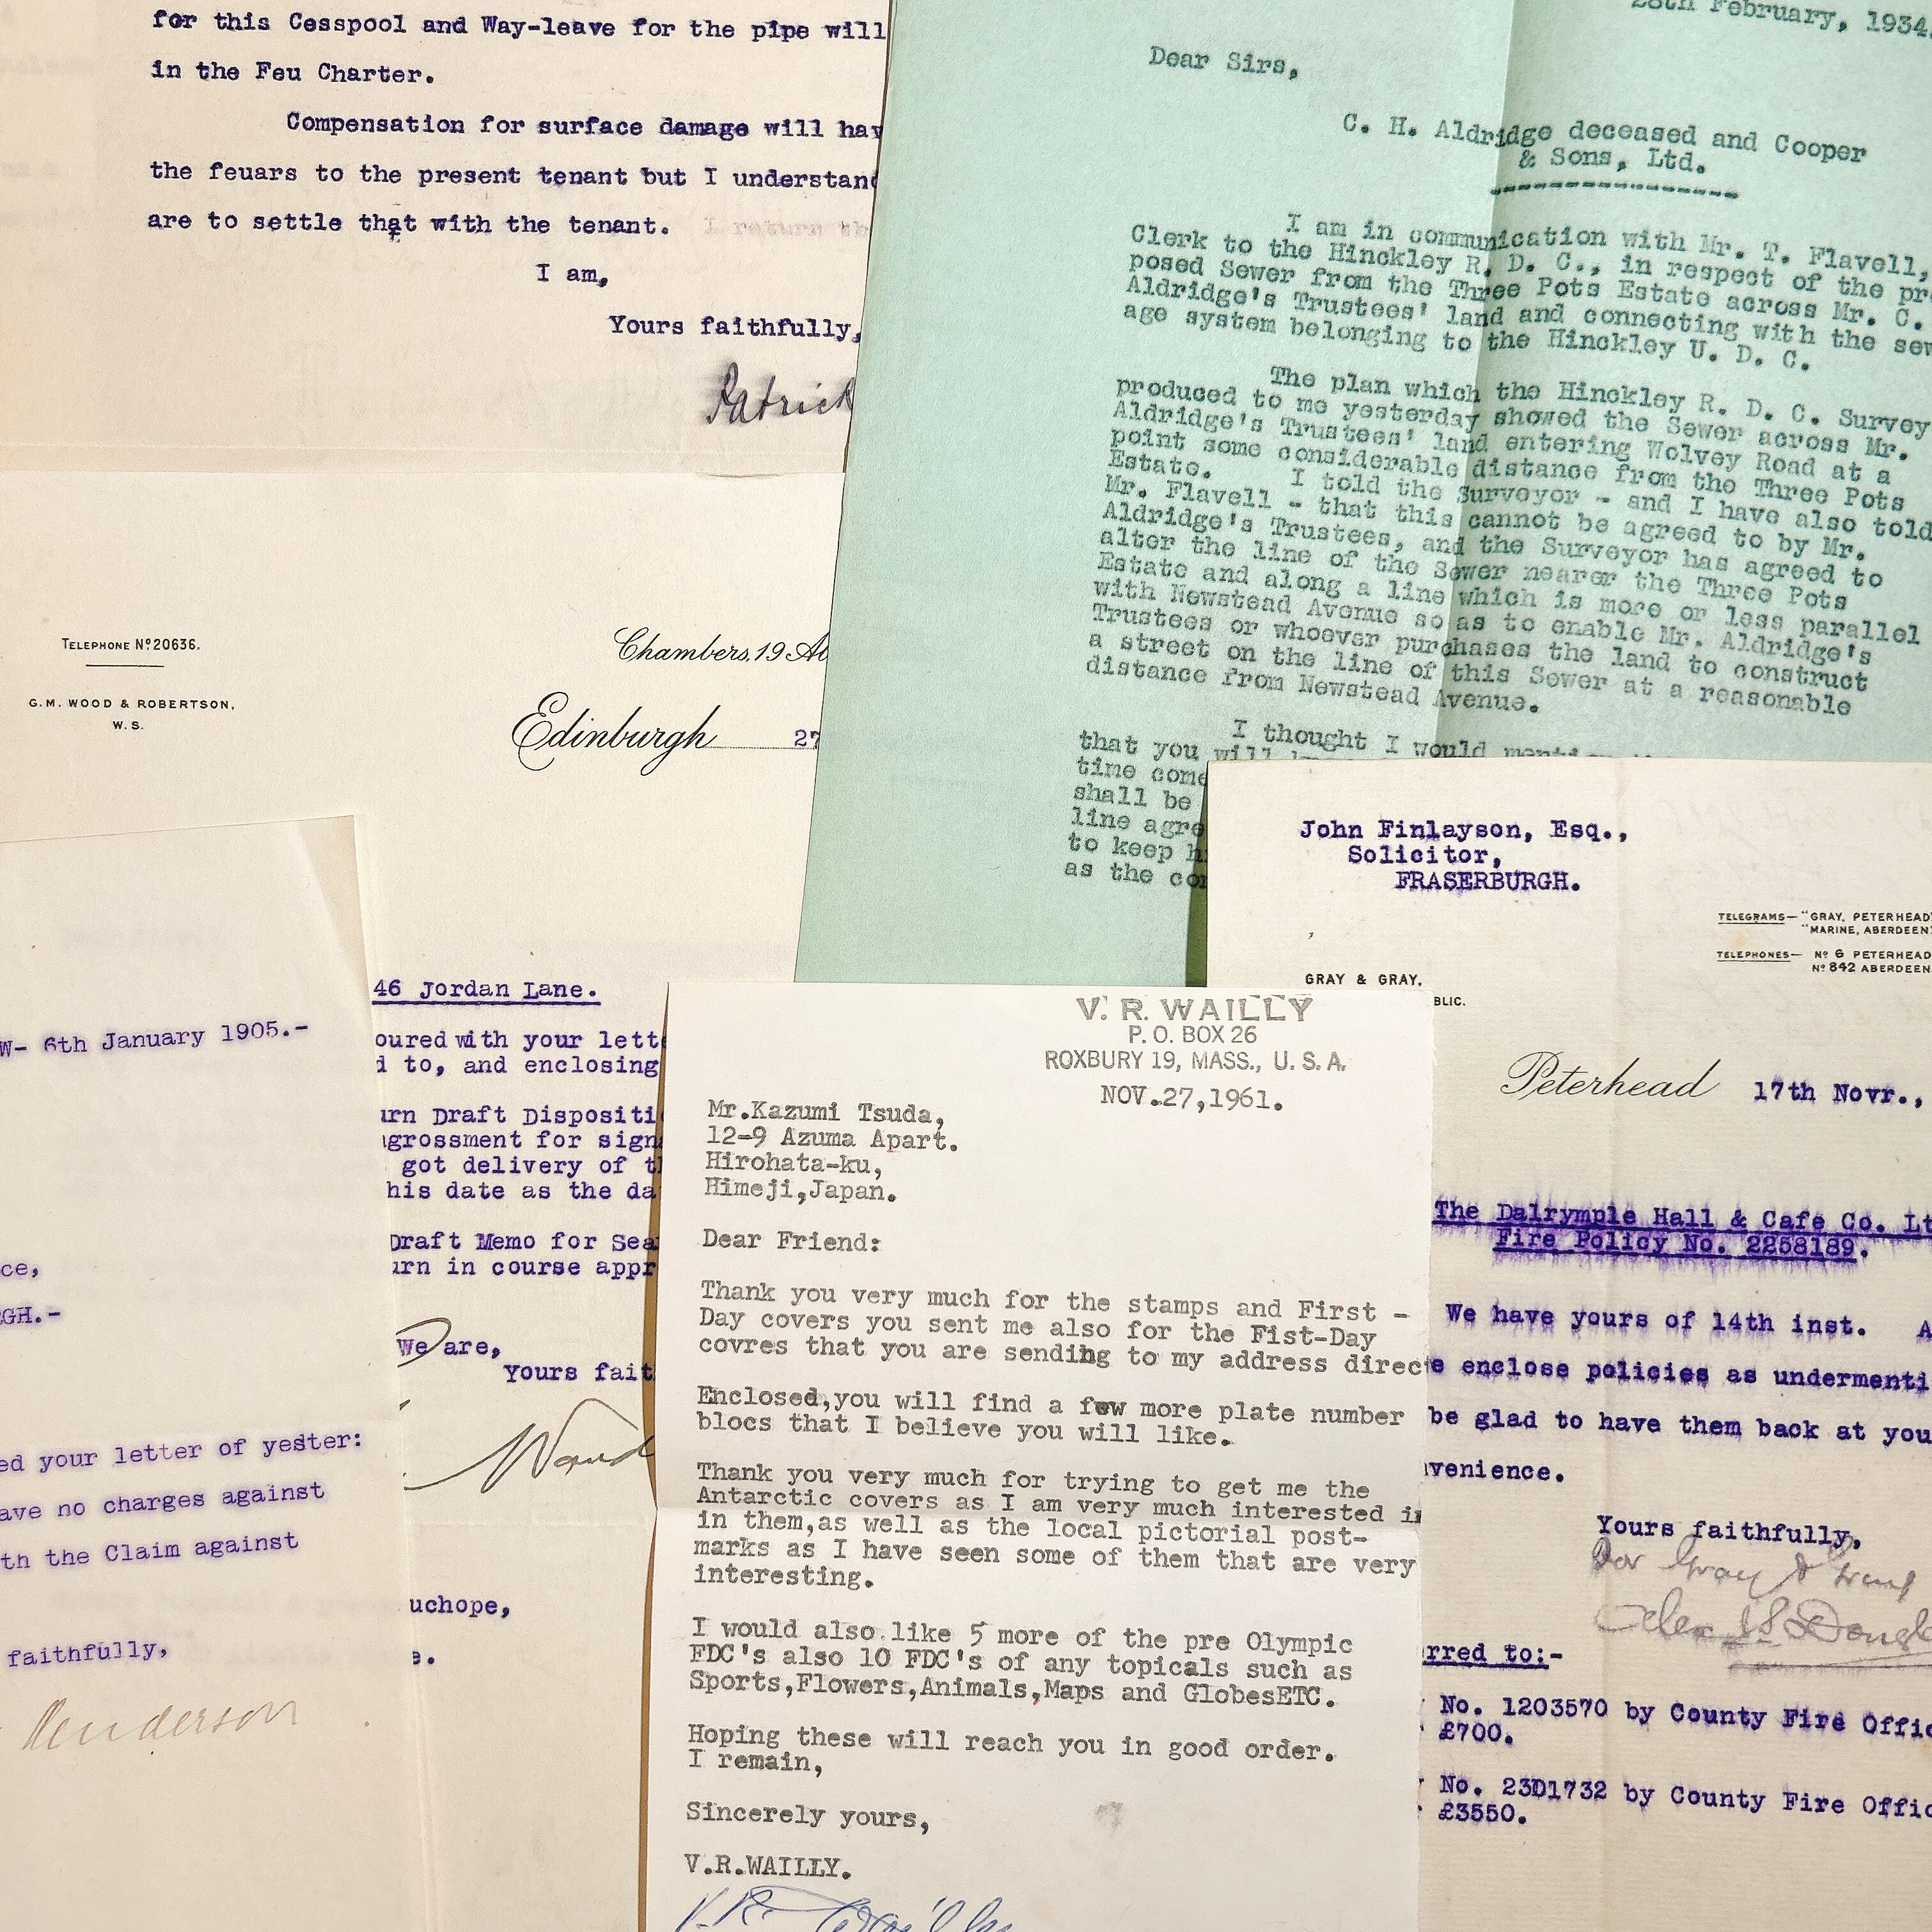 for this Cesspool and Way-leave for the pipe will
in the Feu Charter.
Compensation for surface damage will
the feuars to the present tenant but I understand
are to settle that with the tenant.
I return
I am,
Yours faithfully,
Patrick
TELEPHONE Nº 20636.
G.M. WOOD & ROBERTSON,
W.S.
Chambers, 19
Edinburgh 27
28th February, 1934.
Dear Sirs,
C. H. Aldridge deceased and Cooper
& Sons, Ltd.
I am in communication with Mr. T. Flavell,
Clerk to the Hinckley R. D. C., in respect of the pro
posed Sewer from the Three Pots Estate across Mr. C.
Aldridge's Trustees' land and connecting with the sew
age system belonging to the Hinckley U. D. C.
The plan which the Hinckley R. D. C. Survey
produced to me yesterday showed the Sewer across Mr.
Aldridge's Trustees' land entering Wolvey Road at a
point some considerable distance from the Three Pots
Estate. I told the Surveyor - and I have also told
Mr. Flavell - that this cannot be agreed to by Mr.
Aldridge's Trustees, and the Surveyor has agreed to
alter the line of the Sewer nearer the Three Pots
Estate and along a line which is more or less parallel
with Newstead Avenue so as to enable Mr. Aldridge's
Trustees or whoever purchases the land to construct
a street on the line of this Sewer at a reasonable
distance from Newstead Avenue.
I thought I would mention
that you will
time come
shall be
line agre
to keep
as the
John Finlayson, Esq.,
Solicitor,
FRASERBURGH.
TELEGRAMS— "GRAY, PETERHEAD"
"MARINE, ABERDEEN
TELEPHONES— Nº 6 PETERHEAD
Nº 842 ABERDEEN.
GRAY & GRAY,
BLIC.
Peterhead 17th Novr.,
The Dalrymple Hall & Cafe Co. Lt
Fire Policy No. 2258189.
We have yours of 14th inst. A
e enclose policies as undermenti
be glad to have them back at you
venience.
Yours faithfully,
For Gray & Gray
rred to:-
No. 1203570 by County Fire Offic
£700.
No. 23D1732 by County Fire Offic
£3550.
46 Jordan Lane.
oured with your lett
d to, and enclosing
urn Draft Dispositi
grossment for sign
got delivery of t
his date as the da
Draft Memo for Sea
urn in course appr
We are,
Yours fait
uchope,
e.
W- 6th January 1905.-
ce,
GH.-
ed your letter of yester:
ave no charges against
th the Claim against
faithfully,
Henderson
V. R. WAILLY
P. O. BOX 26
ROXBURY 19, MASS., U. S. A.
NOV.27,1961.
Mr.Kazumi Tsuda,
12-9 Azuma Apart.
Hirohata-ku,
Himeji,Japan.
Dear Friend:
Thank you very much for the stamps and First -
Day covers you sent me also for the Fist-Day
covres that you are sending to my address direc
Enclosed,you will find a few more plate number
blocs that I believe you will like.
Thank you very much for trying to get me the
Antarctic covers as I am very much interested in
in them,as well as the local pictorial post-
marks as I have seen some of them that are very
interesting.
I would also like 5 more of the pre Olympic
FDC's also 10 FDC's of any topicals such as
Sports,Flowers,Animals,Maps and GlobesETC.
Hoping these will reach you in good order.
I remain,
Sincerely yours,
V.R.WAILLY.
V.R. Wailly